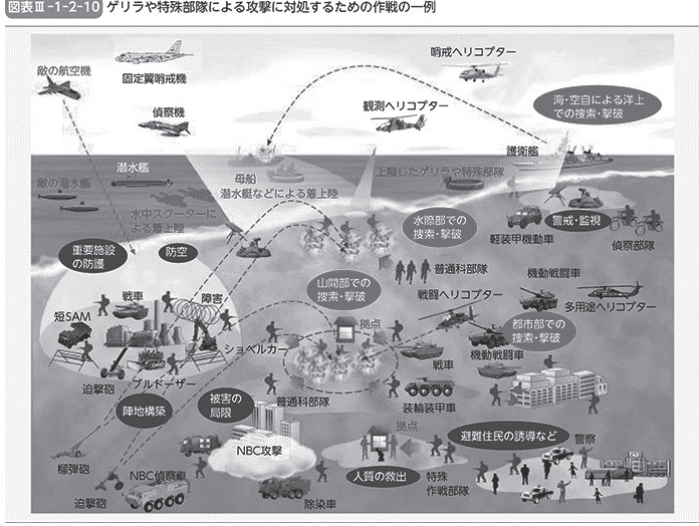 図表Ⅲ-1-2-10 ゲリラや特殊部隊による攻撃に対処するための作戦の一例
哨戒ヘリコプター
敵の航空機
固定翼哨戒機
海・空自による洋上
での捜索・撃破
偵察機
観測ヘリコプター
護衛艦
潜水艦
母船
上陸したゲリラや特殊部隊
敵の潜水艦
潜水艇などによる着上陸
水中スクーターに
よる着上陸
水際部での
捜索・撃破
軽装甲機動車
警戒・監視
偵察部隊
重要施設
の防護
防空
普通科部隊
機動戦闘車
山間部での
捜索・撃破
戦闘ヘリコプター
多用途ヘリコプター
戦車
障害
短SAM
拠点
都市部での
捜索・撃破
ショベルカー
戦車
機動戦闘車
迫撃砲
ブルドーザー
陣地構築
被害の
局限
普通科部隊
装輪装甲車
拠点
避難住民の誘導など
警察
NBC攻撃
榴弾砲
人質の救出
特殊
作戦部隊
NBC偵察車
迫撃砲
除染車